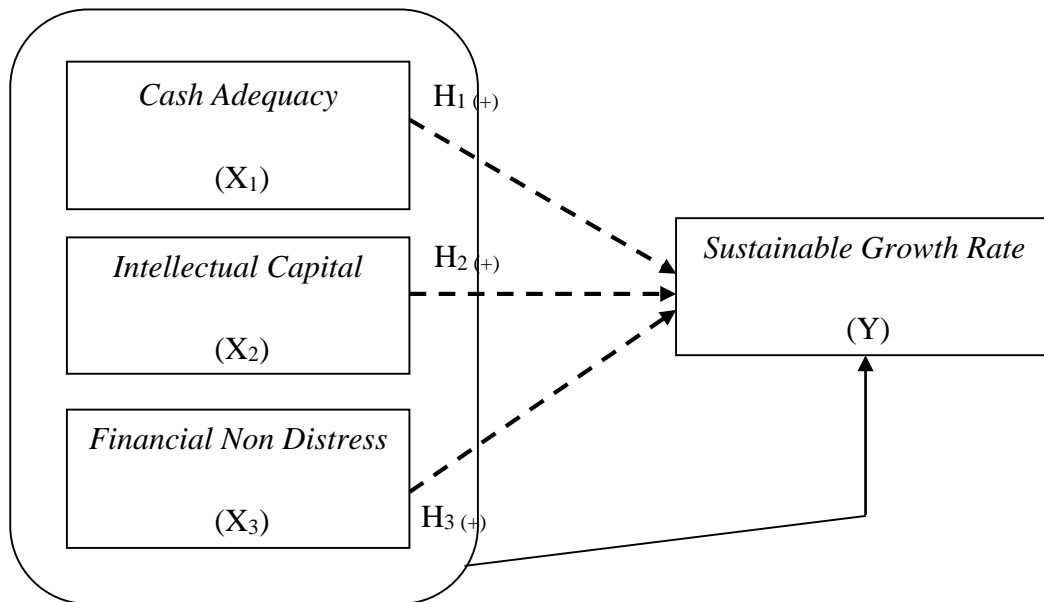 Cash Adequacy
(X1)
H1 (+)
Intellectual Capital
(X2)
H2 (+)
Financial Non Distress
(X3)
H3 (+)
Sustainable Growth Rate
(Y)